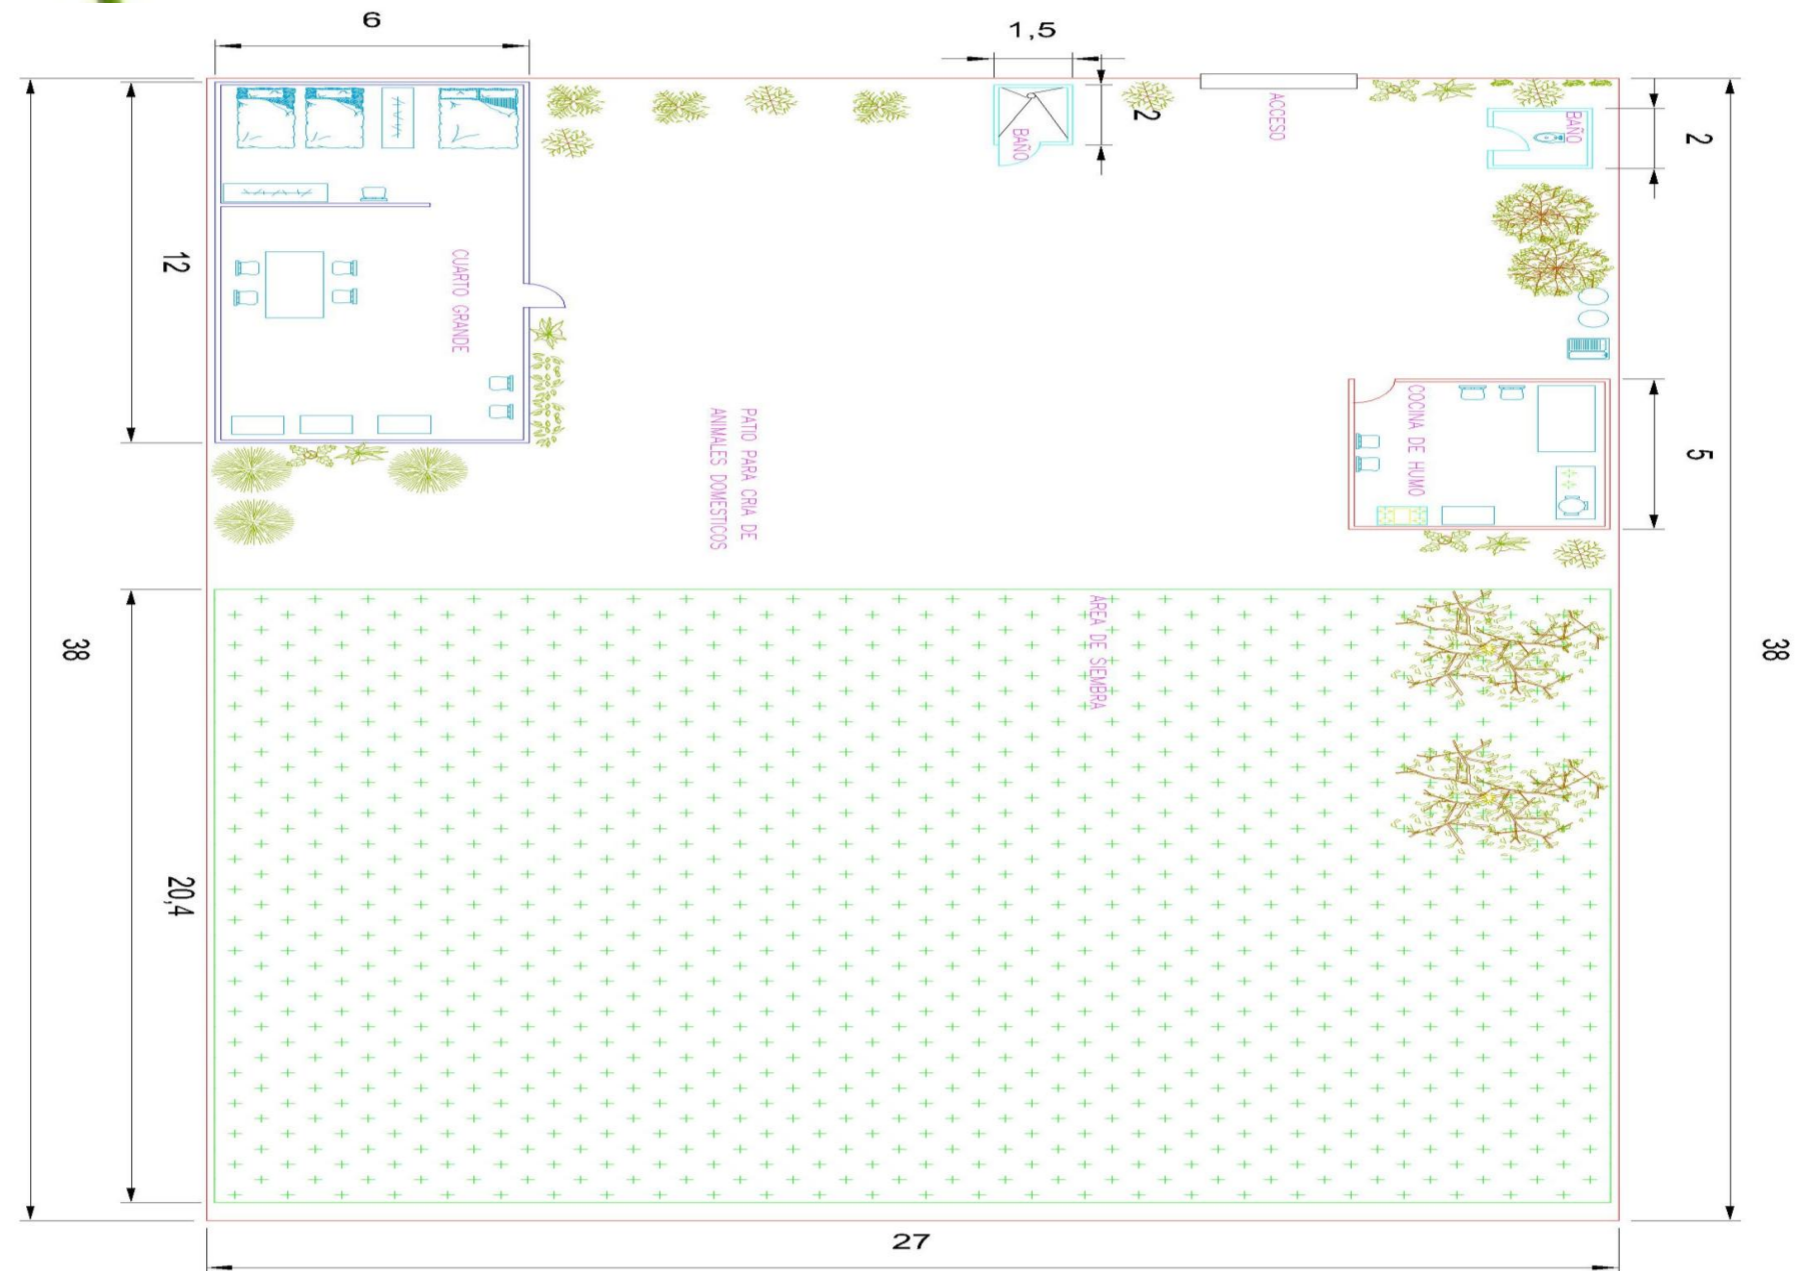 6
1,5
BAÑO
2
ACCESO
BAÑO
2
12
CUARTO GRANDE
PATIO PARA CRIA DE
ANIMALES DOMESTICOS
COCINA DE HUMO
5
38
AREA DE SIEMBRA
38
20,4
27